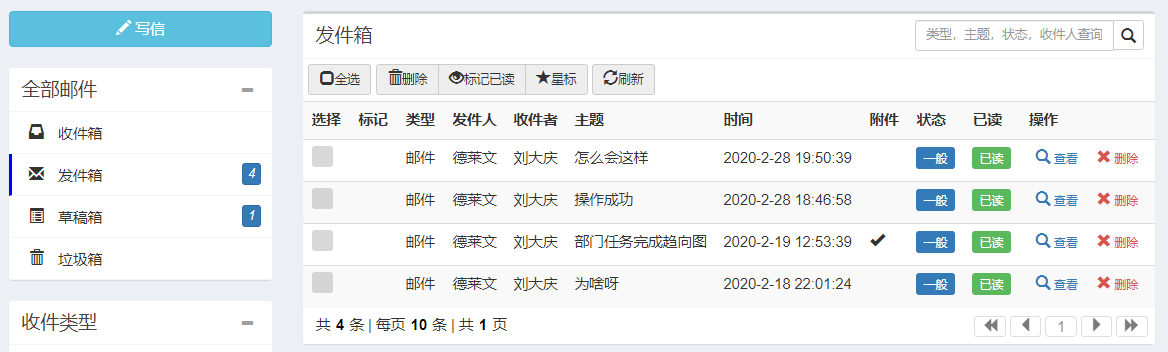 写信
全部邮件
收件箱
发件箱 4
草稿箱 1
垃圾箱
收件类型
发件箱
类型，主题，状态，收件人查询
全选 删除 标记已读 星标 刷新
选择 标记 类型 发件人 收件者 主题 时间 附件 状态 已读 操作
邮件 德莱文 刘大庆 怎么会这样 2020-2-28 19:50:39 一般 已读 查看 删除
邮件 德莱文 刘大庆 操作成功 2020-2-28 18:46:58 一般 已读 查看 删除
邮件 德莱文 刘大庆 部门任务完成趋向图 2020-2-19 12:53:39 一般 已读 查看 删除
邮件 德莱文 刘大庆 为啥呀 2020-2-18 22:01:24 一般 已读 查看 删除
共 4 条 | 每页 10 条 | 共 1 页 1